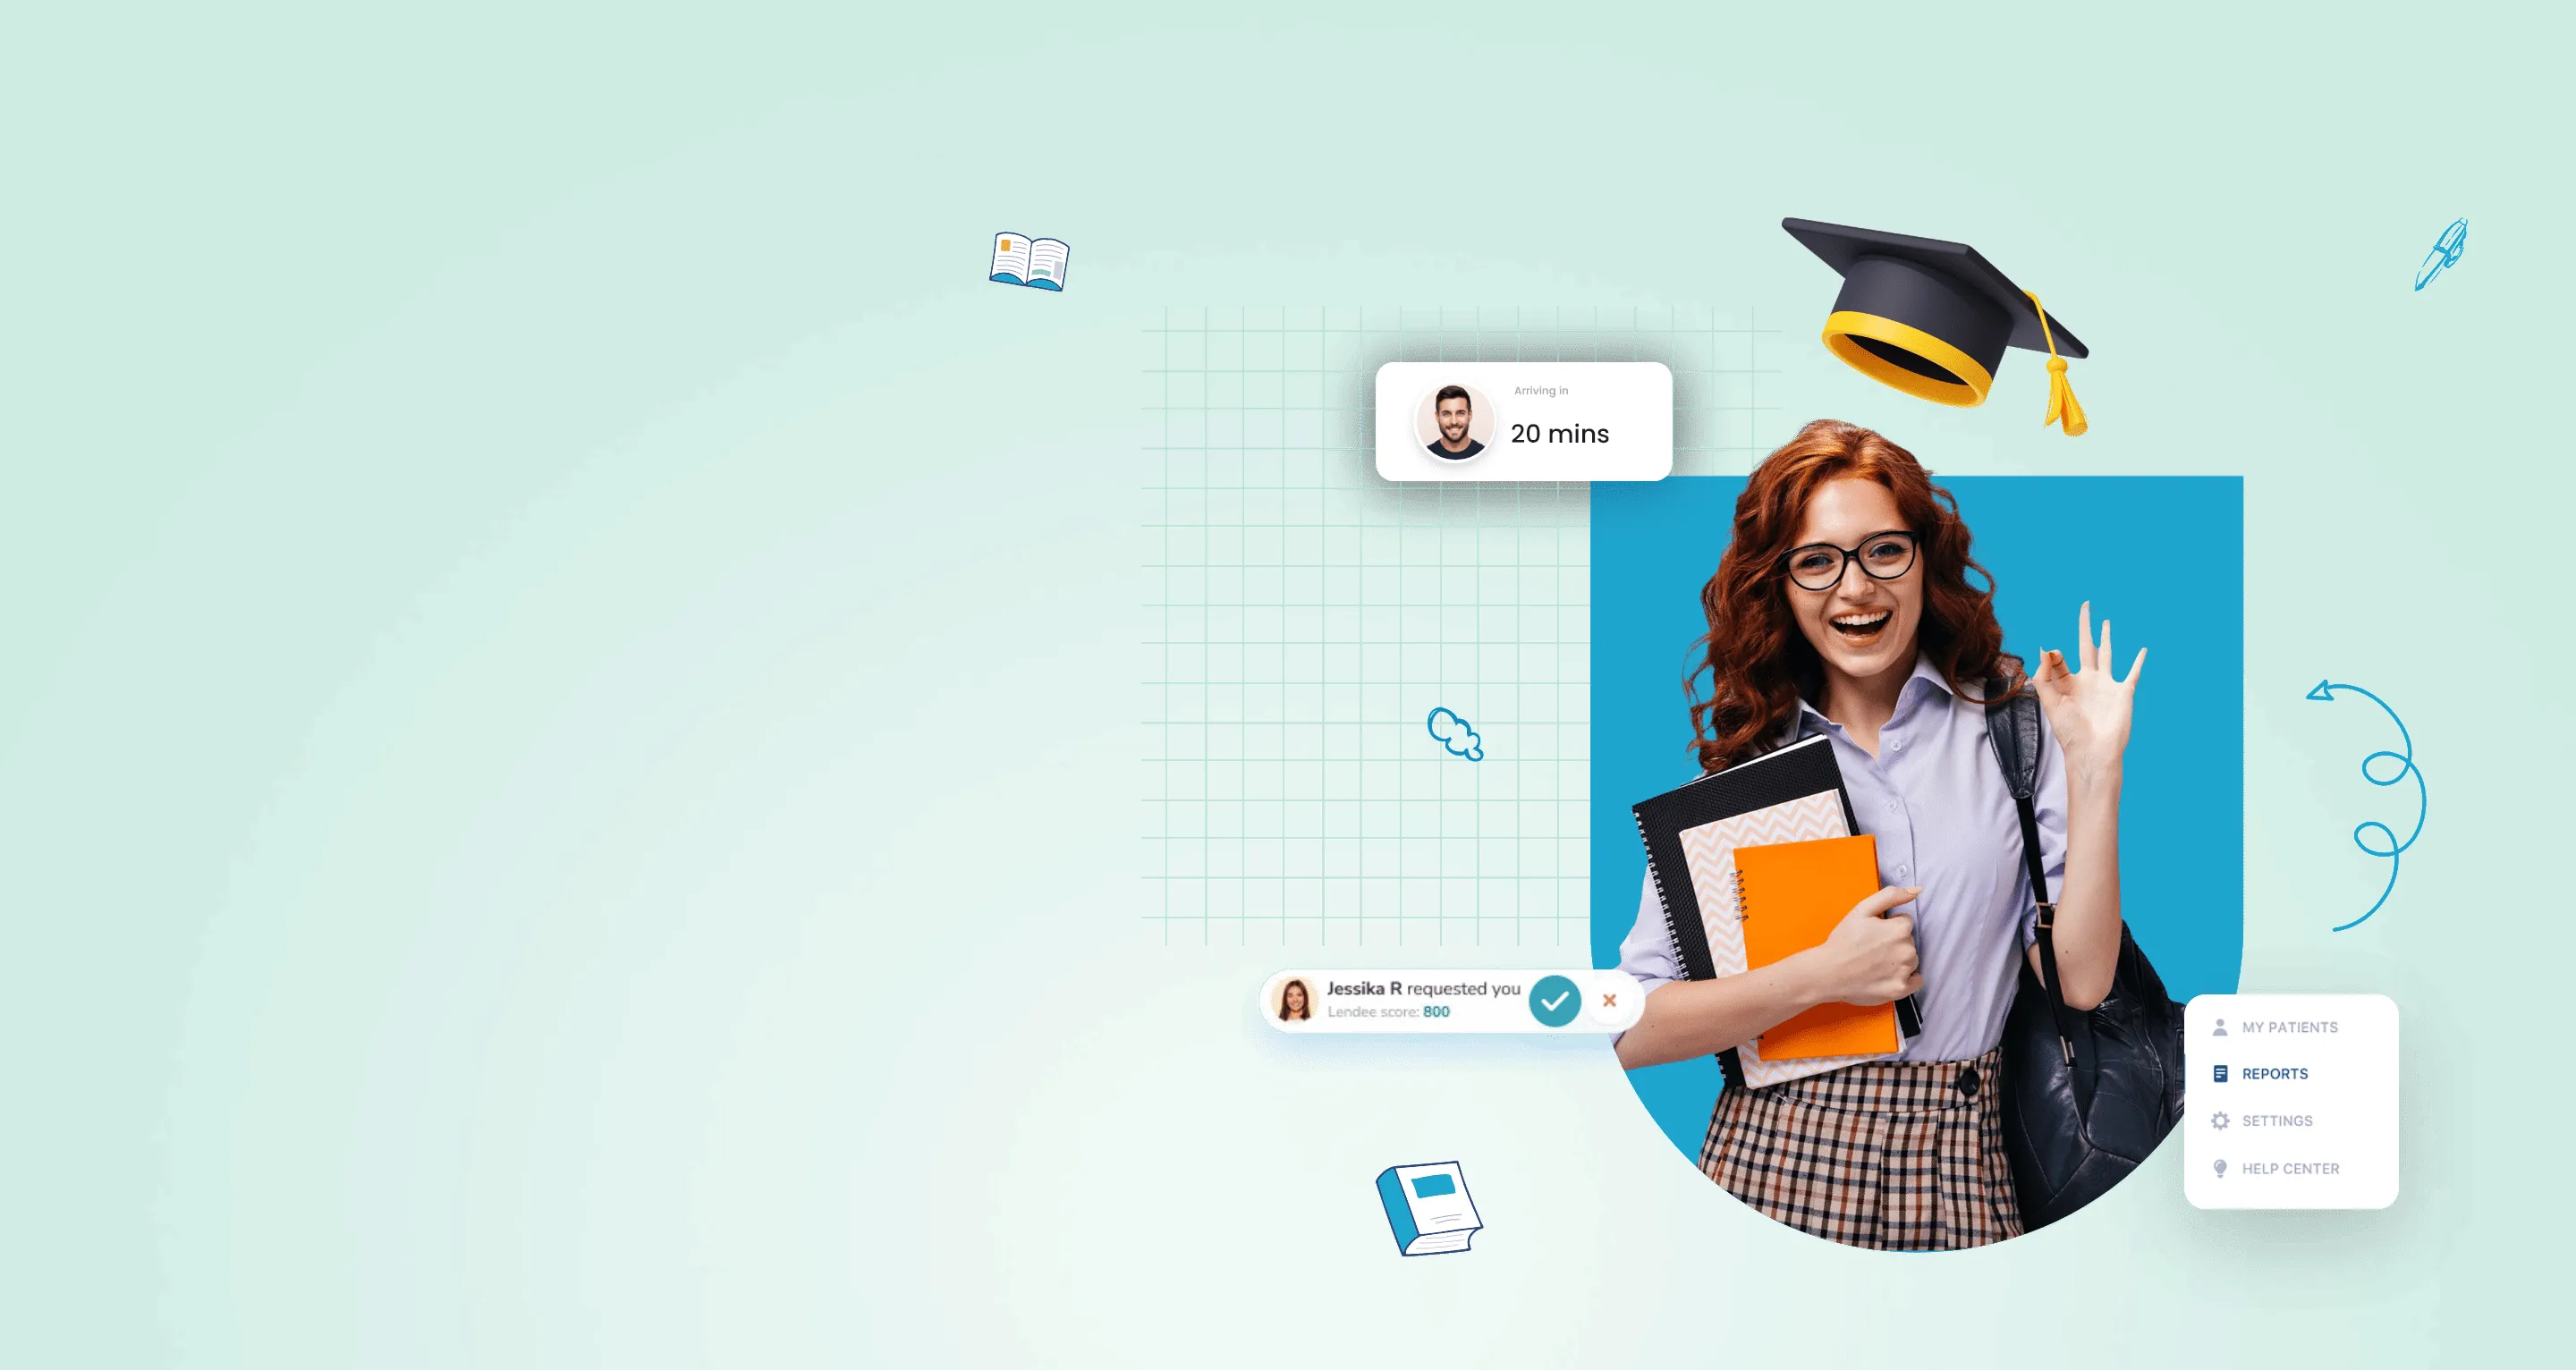 Arriving in
20 mins
Jessika R requested you
Lendee score: 800
MY PATIENTS
REPORTS
SETTINGS
HELP CENTER